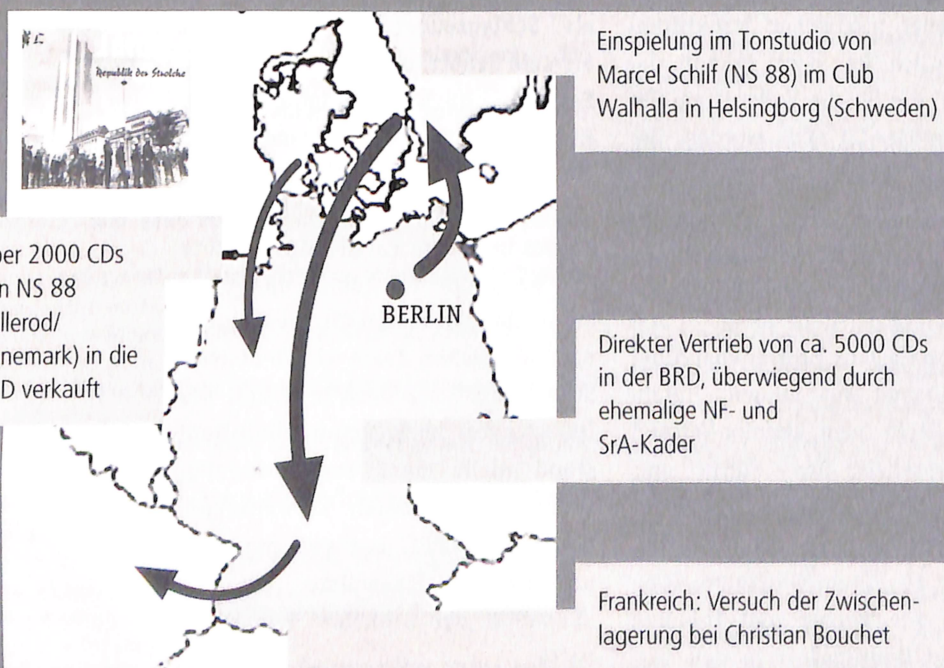 Republik der Strolche
Einspielung im Tonstudio von
Marcel Schilf (NS 88) im Club
Walhalla in Helsingborg (Schweden)
er 2000 CDs
n NS 88
llerod/
nemark) in die
D verkauft
BERLIN
Direkter Vertrieb von ca. 5000 CDs
in der BRD, überwiegend durch
ehemalige NF- und
SrA-Kader
Frankreich: Versuch der Zwischen-
lagerung bei Christian Bouchet